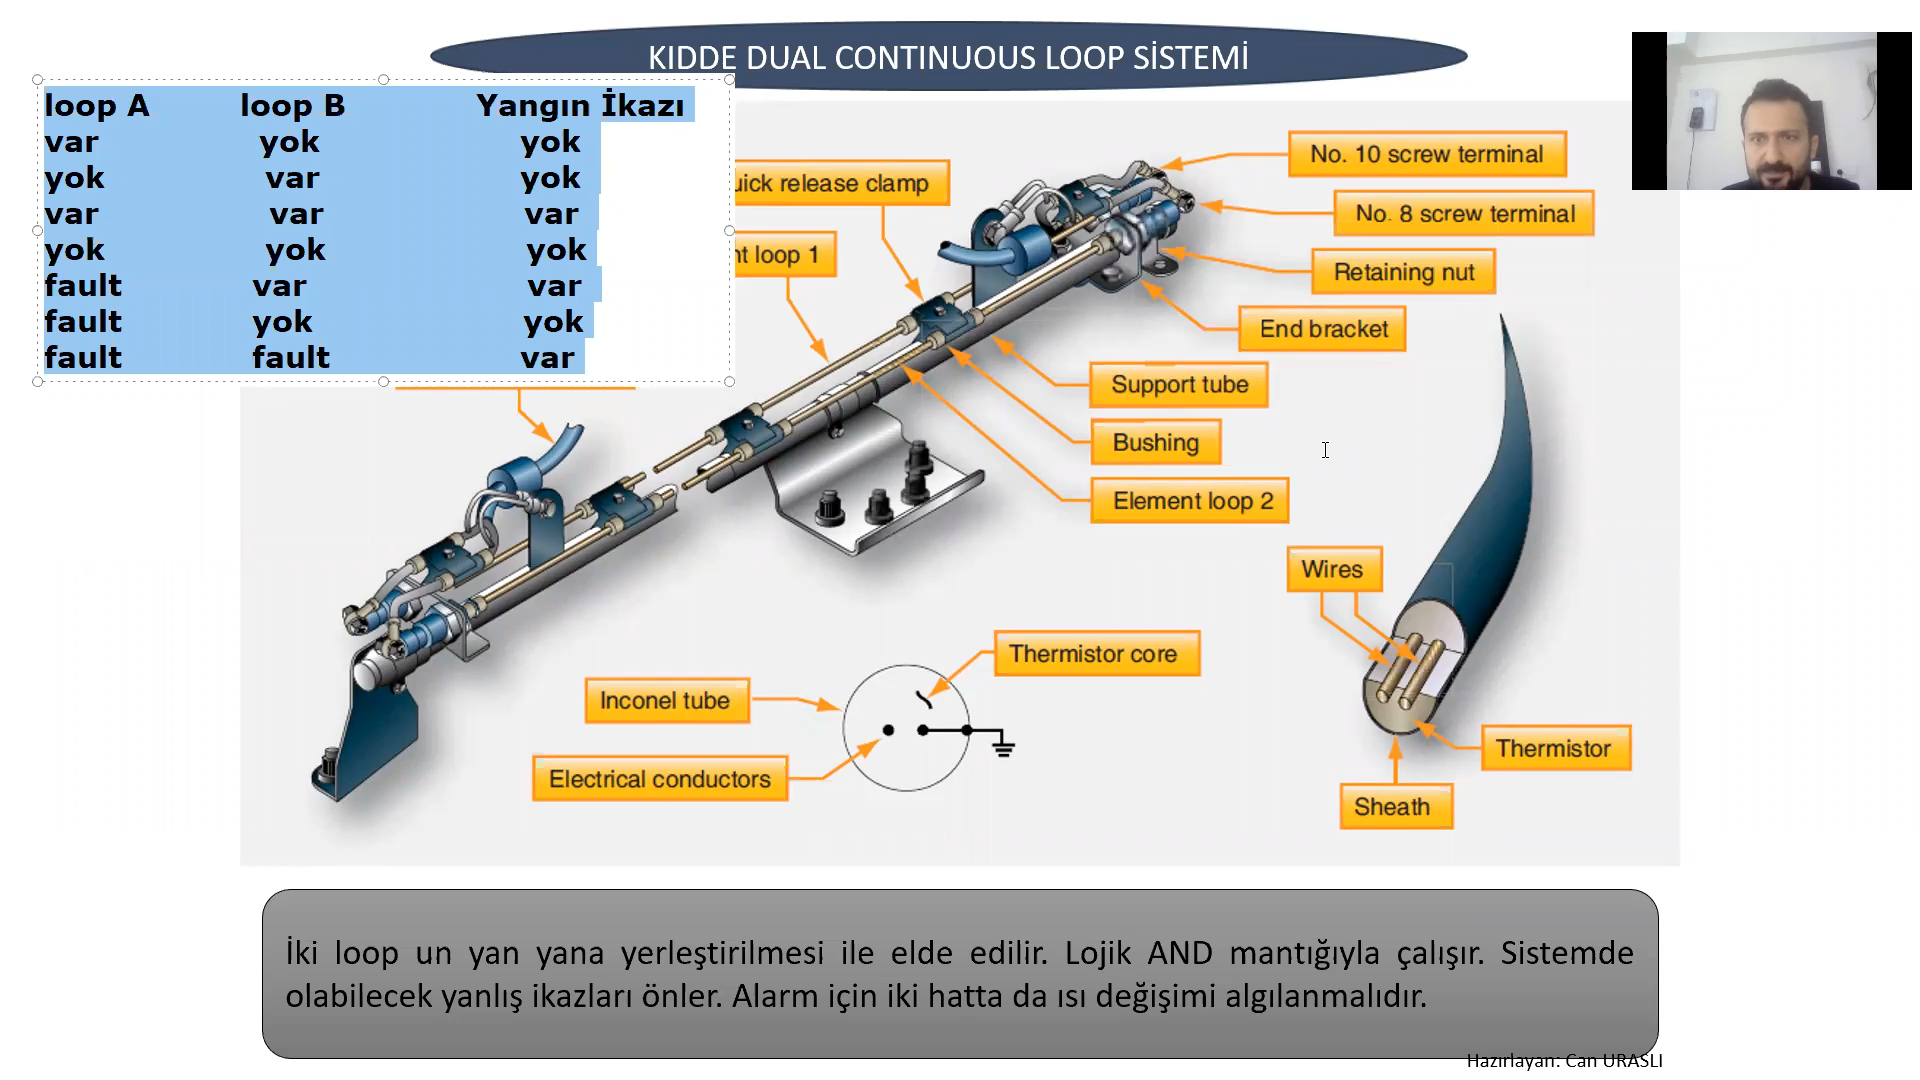 KIDDE DUAL CONTINUOUS LOOP SİSTEMİ
loop A loop B Yangın İkazı
var yok yok
yok var yok
var var var
yok yok yok
fault var var
fault yok yok
fault fault var
uick release clamp
nt loop 1
No. 10 screw terminal
No. 8 screw terminal
Retaining nut
End bracket
Support tube
Bushing
Element loop 2
Wires
Thermistor core
Inconel tube
Electrical conductors
Thermistor
Sheath
İki loop un yan yana yerleştirilmesi ile elde edilir. Lojik AND mantığıyla çalışır. Sistemde
olabilecek yanlış ikazları önler. Alarm için iki hatta da ısı değişimi algılanmalıdır.
Hazırlayan: Can URASLI